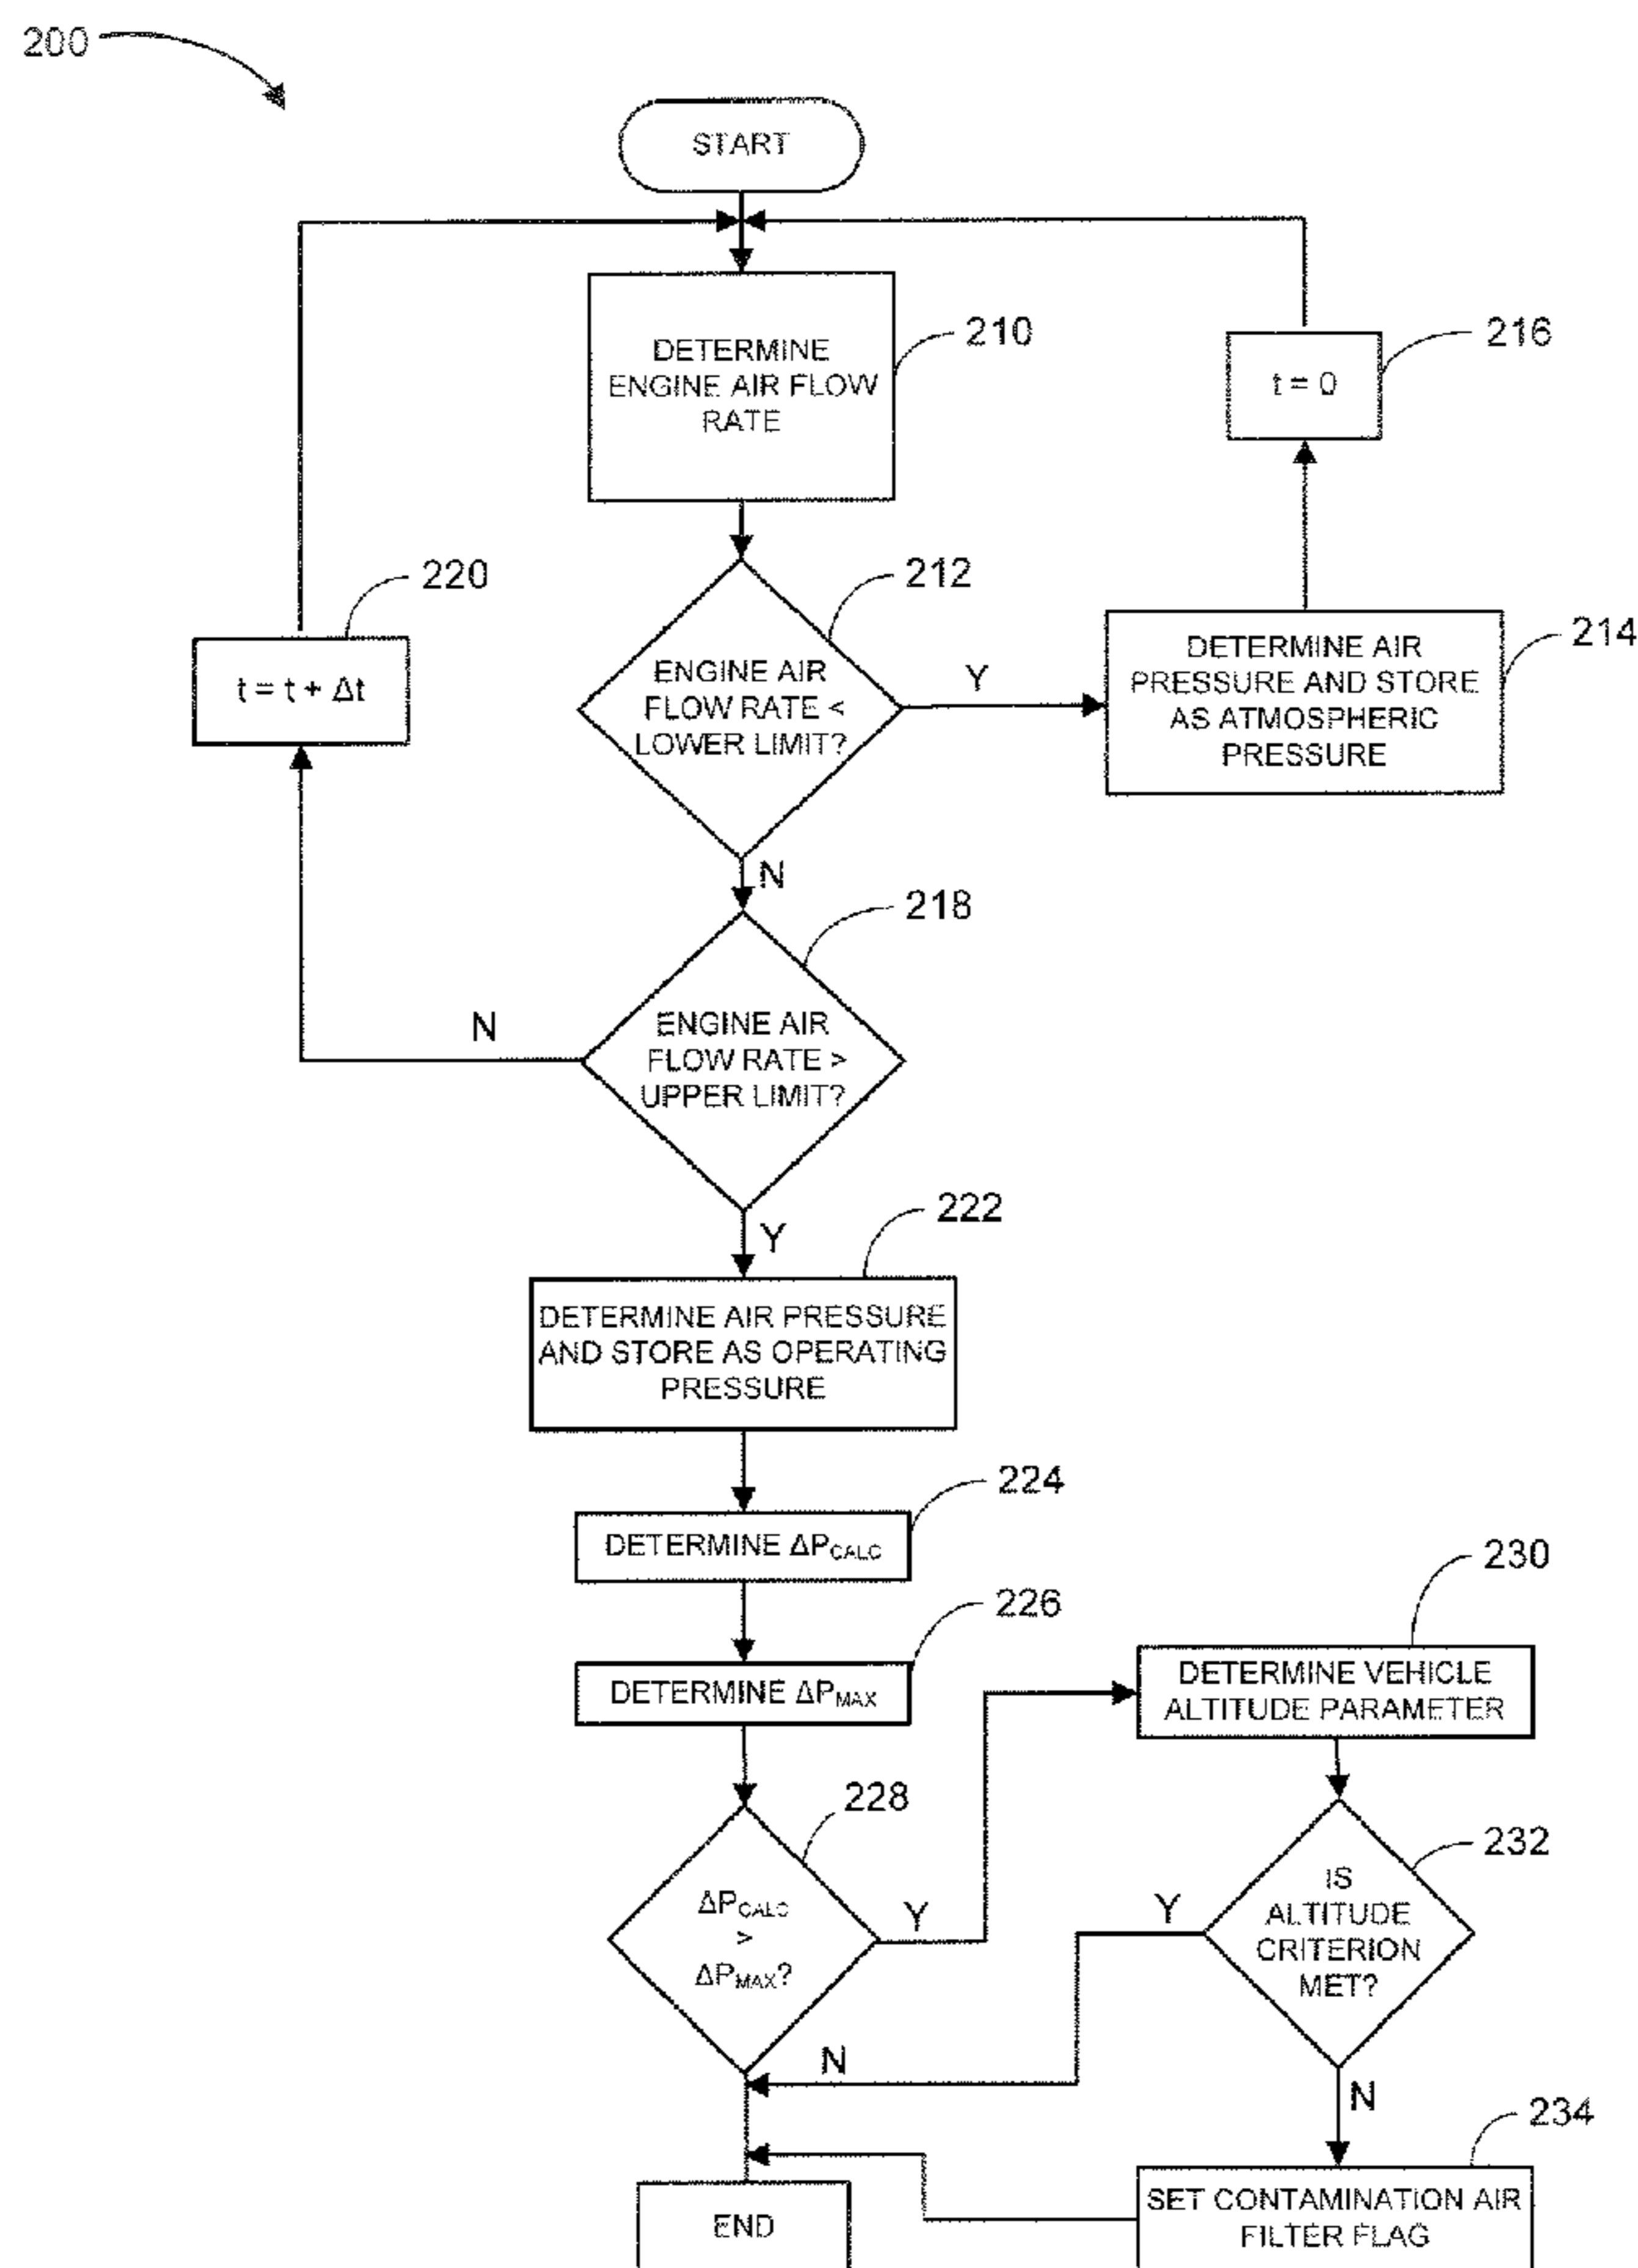 200
START
DETERMINE
ENGINE AIR FLOW
RATE
210
t = 0
216
ENGINE AIR
FLOW RATE <
LOWER LIMIT?
212
Y
N
DETERMINE AIR
PRESSURE AND STORE
AS ATMOSPHERIC
PRESSURE
214
t = t + Δt
220
ENGINE AIR
FLOW RATE >
UPPER LIMIT?
218
N
Y
DETERMINE AIR PRESSURE
AND STORE AS OPERATING
PRESSURE
222
DETERMINE ΔPCALC
224
DETERMINE ΔPMAX
226
ΔPCALC
>
ΔPMAX?
228
Y
N
DETERMINE VEHICLE
ALTITUDE PARAMETER
230
IS
ALTITUDE
CRITERION
MET?
232
Y
N
SET CONTAMINATION AIR
FILTER FLAG
234
END